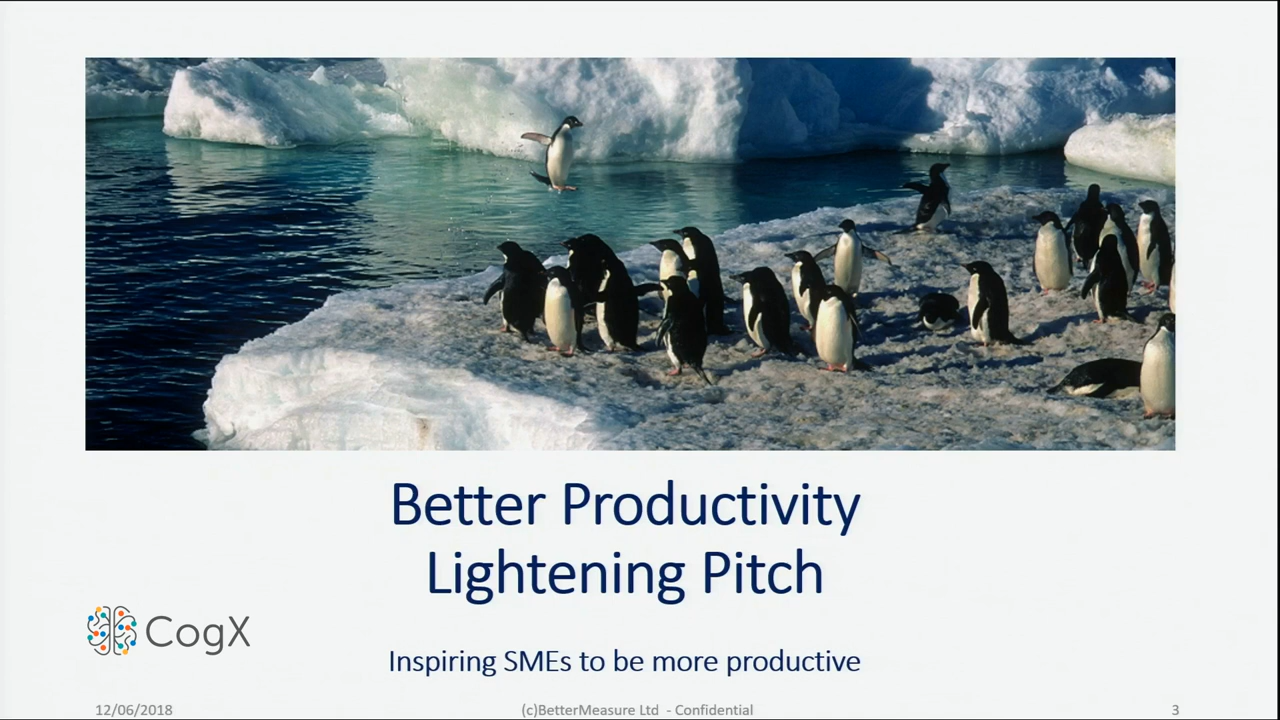 Better Productivity
Lightening Pitch
CogX
Inspiring SMEs to be more productive
12/06/2018
(c)BetterMeasure Ltd - Confidential
3